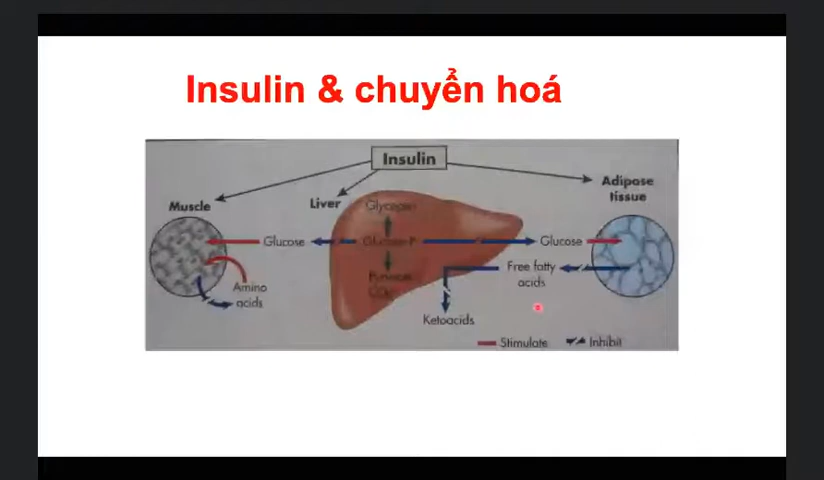 Insulin & chuyển hoá
Insulin
Adipose
tissue
Muscle
Liver
Glycogen
Glucose
Glucose-P
Glucose
Free fatty
acids
Amino
acids
Pyruvate
CO₂
Ketoacids
Stimulate
Inhibit